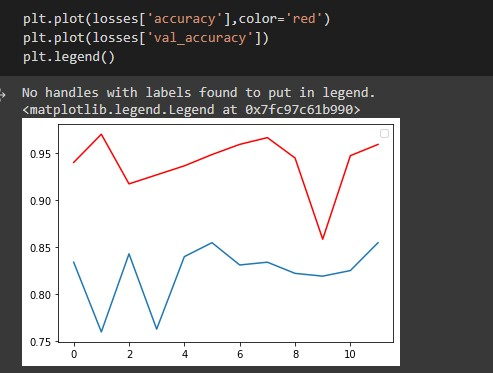 plt.plot(losses['accuracy'],color='red')
plt.plot(losses['val_accuracy'])
plt.legend()
No handles with labels found to put in legend.
<matplotlib.legend.Legend at 0x7fc97c61b990>
0.95
0.90
0.85
0.80
0.75
0 2 4 6 8 10